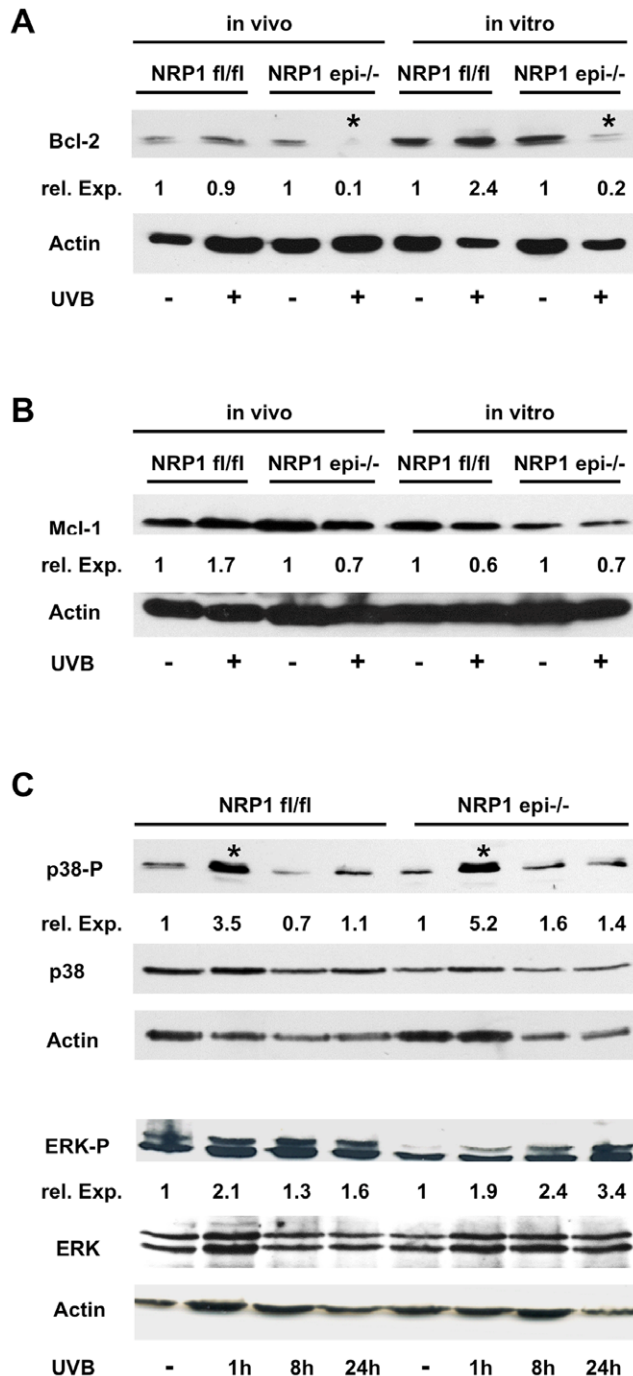 A
in vivo in vitro
NRP1 fl/fl NRP1 epi-/- NRP1 fl/fl NRP1 epi-/-
* *
Bcl-2
rel. Exp. 1 0.9 1 0.1 1 2.4 1 0.2
Actin
UVB - + - + - + - +
B
in vivo in vitro
NRP1 fl/fl NRP1 epi-/- NRP1 fl/fl NRP1 epi-/-
Mcl-1
rel. Exp. 1 1.7 1 0.7 1 0.6 1 0.7
Actin
UVB - + - + - + - +
C
NRP1 fl/fl NRP1 epi-/-
* *
p38-P
rel. Exp. 1 3.5 0.7 1.1 1 5.2 1.6 1.4
p38
Actin
ERK-P
rel. Exp. 1 2.1 1.3 1.6 1 1.9 2.4 3.4
ERK
Actin
UVB - 1h 8h 24h - 1h 8h 24h